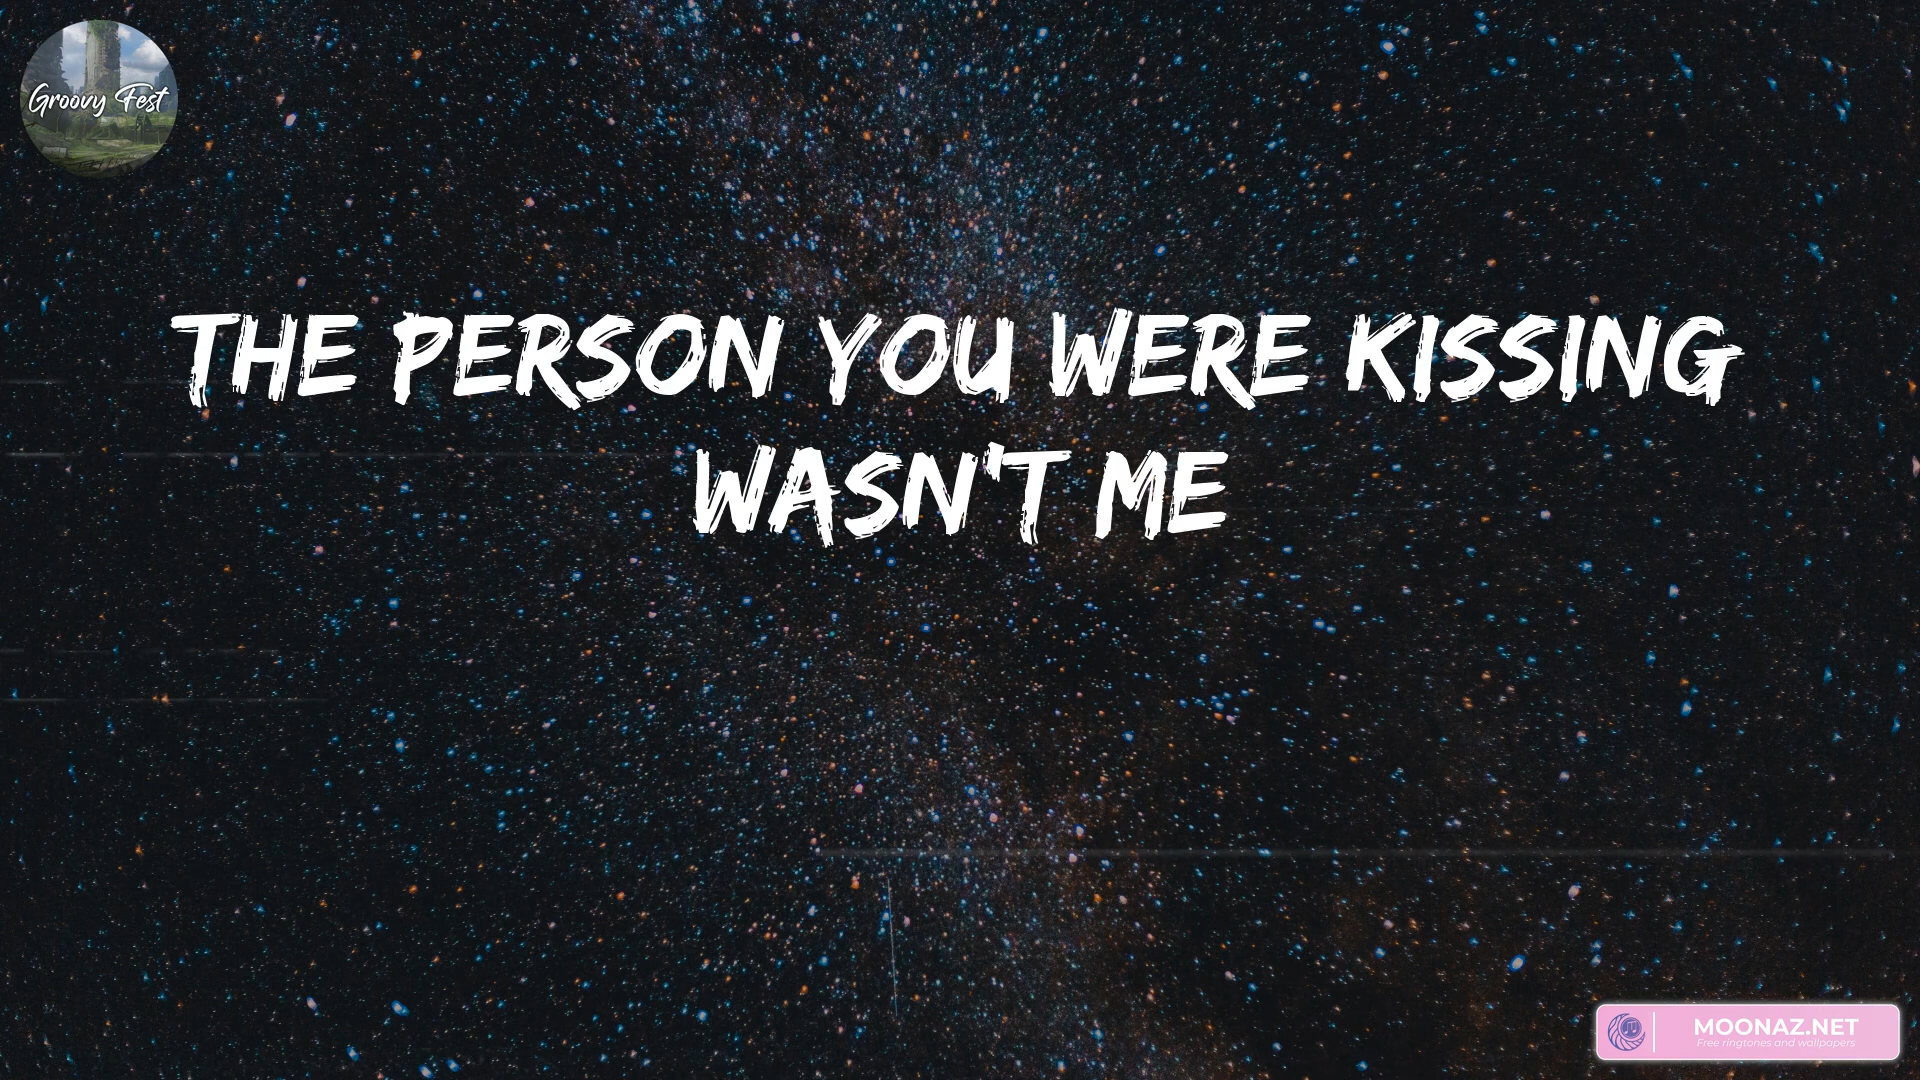 Groovy Fest
THE PERSON YOU WERE KISSING
WASN'T ME
MOONAZ.NET
Free ringtones and wallpapers